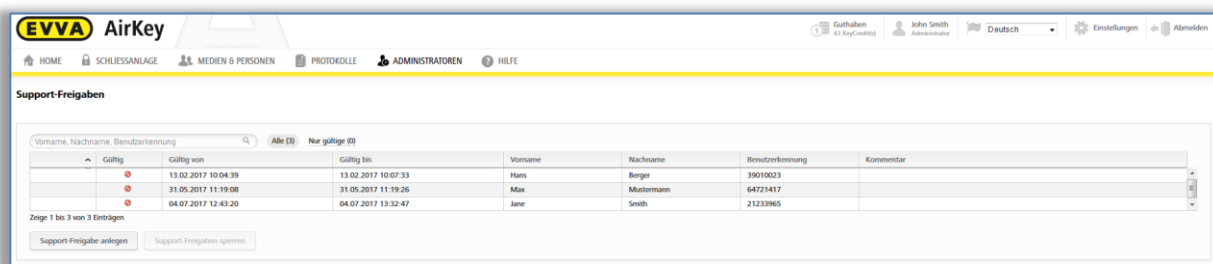 EVVA AirKey
Guthaben
43 KeyCredit(s)
John Smith
Administrator
Deutsch
Einstellungen
Abmelden
HOME SCHLIESSANLAGE MEDIEN & PERSONEN PROTOKOLLE ADMINISTRATOREN HILFE
Support-Freigaben
Vorname, Nachname, Benutzerkennung Alle (3) Nur gültige (0)
Gültig Gültig von Gültig bis Vorname Nachname Benutzerkennung Kommentar
13.02.2017 10:04:39 13.02.2017 10:07:33 Hans Berger 39010023
31.05.2017 11:19:08 31.05.2017 11:19:26 Max Mustermann 64721417
04.07.2017 12:43:20 04.07.2017 13:32:47 Jane Smith 21233965
Zeige 1 bis 3 von 3 Einträgen
Support-Freigabe anlegen Support-Freigaben sperren